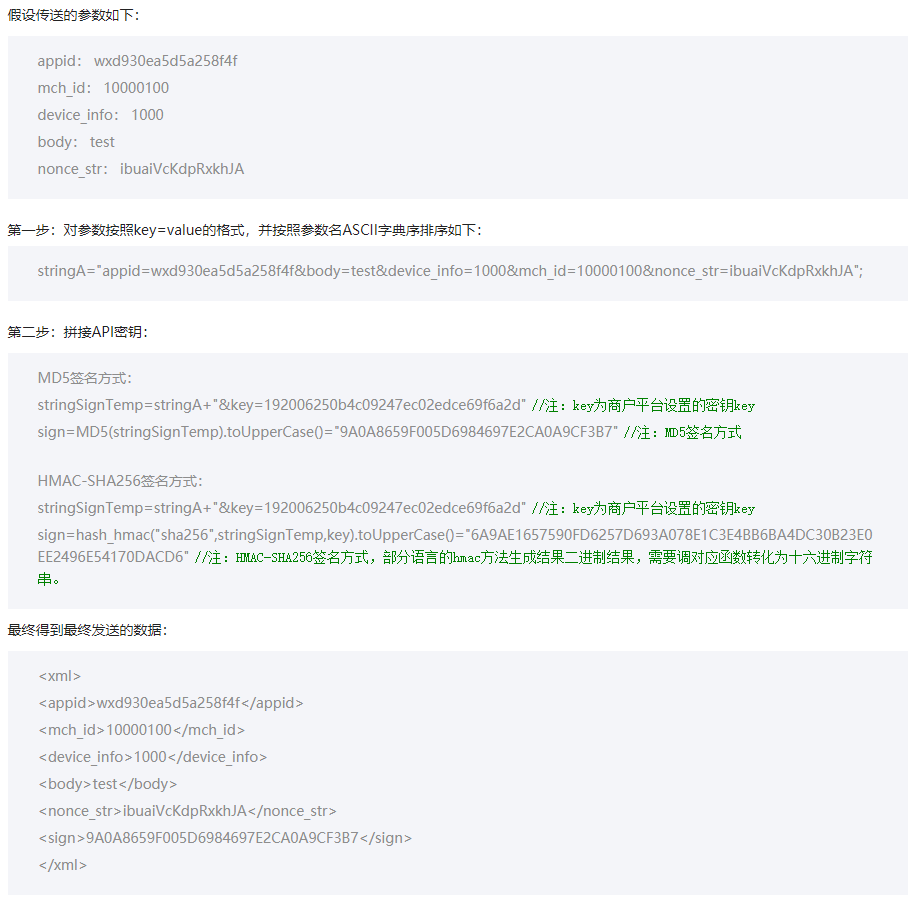 假设传送的参数如下：
appid： wxd930ea5d5a258f4f
mch_id： 10000100
device_info： 1000
body： test
nonce_str： ibuaiVcKdpRxkhJA
第一步：对参数按照key=value的格式，并按照参数名ASCII字典序排序如下：
stringA="appid=wxd930ea5d5a258f4f&body=test&device_info=1000&mch_id=10000100&nonce_str=ibuaiVcKdpRxkhJA";
第二步：拼接API密钥：
MD5签名方式：
stringSignTemp=stringA+"&key=192006250b4c09247ec02edce69f6a2d" //注：key为商户平台设置的密钥key
sign=MD5(stringSignTemp).toUpperCase()="9A0A8659F005D6984697E2CA0A9CF3B7" //注：MD5签名方式
HMAC-SHA256签名方式：
stringSignTemp=stringA+"&key=192006250b4c09247ec02edce69f6a2d" //注：key为商户平台设置的密钥key
sign=hash_hmac("sha256",stringSignTemp,key).toUpperCase()="6A9AE1657590FD6257D693A078E1C3E4BB6BA4DC30B23E0
EE2496E54170DACD6" //注：HMAC-SHA256签名方式，部分语言的hmac方法生成结果二进制结果，需要调对应函数转化为十六进制字符
串。
最终得到最终发送的数据：
<xml>
<appid>wxd930ea5d5a258f4f</appid>
<mch_id>10000100</mch_id>
<device_info>1000</device_info>
<body>test</body>
<nonce_str>ibuaiVcKdpRxkhJA</nonce_str>
<sign>9A0A8659F005D6984697E2CA0A9CF3B7</sign>
</xml>